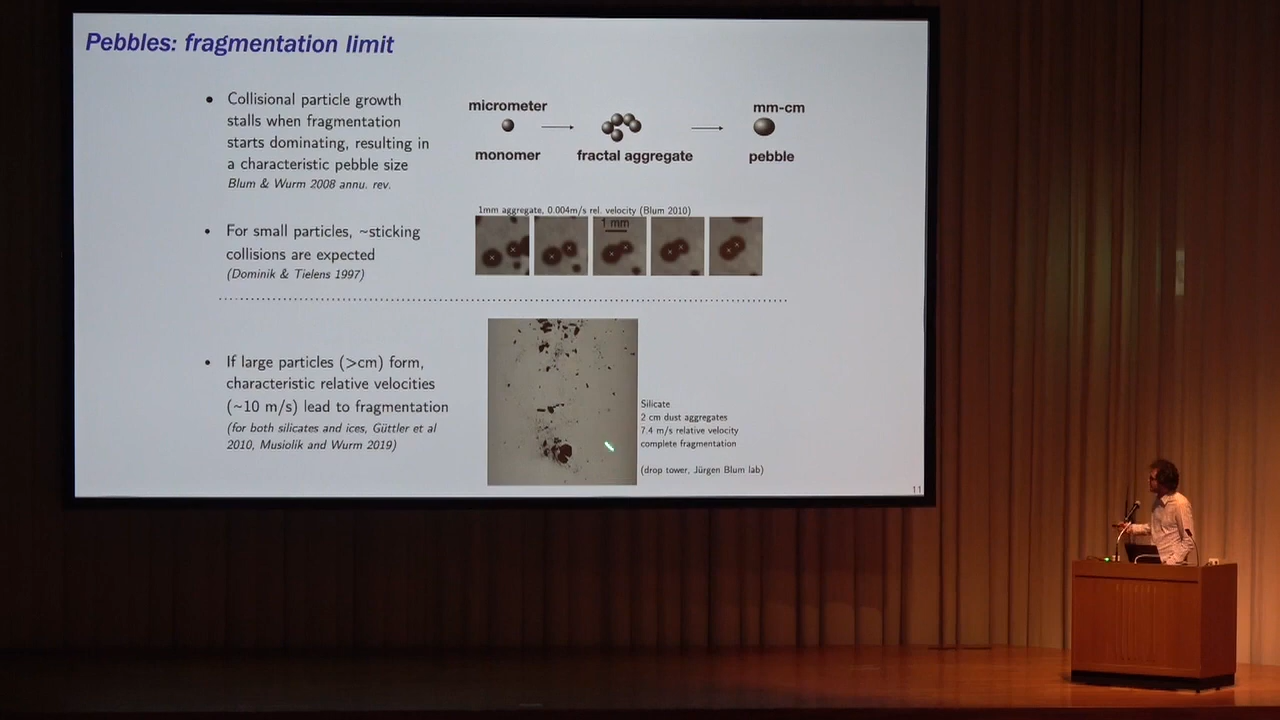 Pebbles: fragmentation limit
• Collisional particle growth
stalls when fragmentation
starts dominating, resulting in
a characteristic pebble size
Blum & Wurm 2008 annu. rev.
micrometer
mm-cm
monomer
fractal aggregate
pebble
• For small particles, ~sticking
collisions are expected
(Dominik & Tielens 1997)
1mm aggregate, 0.004m/s rel. velocity (Blum 2010)
1 mm
• If large particles (>cm) form,
characteristic relative velocities
(~10 m/s) lead to fragmentation
(for both silicates and ices, Güttler et al
2010, Musiolik and Wurm 2019)
Silicate
2 cm dust aggregates
7.4 m/s relative velocity
complete fragmentation
(drop tower, Jürgen Blum lab)
11